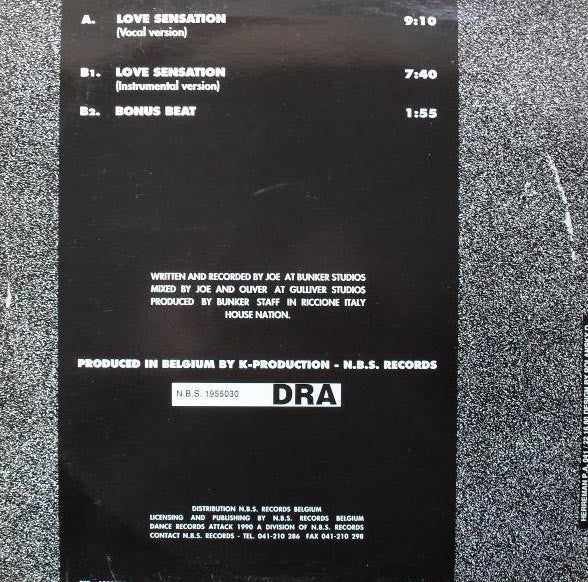 A. LOVE SENSATION 9:10
(Vocal version)
B1. LOVE SENSATION 7:40
(Instrumental version)
B2. BONUS BEAT 1:55
WRITTEN AND RECORDED BY JOE AT BUNKER STUDIOS
MIXED BY JOE AND OLIVER AT GULLIVER STUDIOS
PRODUCED BY BUNKER STAFF IN RICCIONE ITALY
HOUSE NATION.
PRODUCED IN BELGIUM BY K-PRODUCTION - N.B.S. RECORDS
N.B.S. 1955030 DRA
DISTRIBUTION N.B.S. RECORDS BELGIUM
LICENSING AND PUBLISHING BY N.B.S. RECORDS BELGIUM
DANCE RECORDS ATTACK 1990 A DIVISION OF N.B.S. RECORDS
CONTACT N.B.S. RECORDS - TEL. 041-210 286 FAX 041-210 298